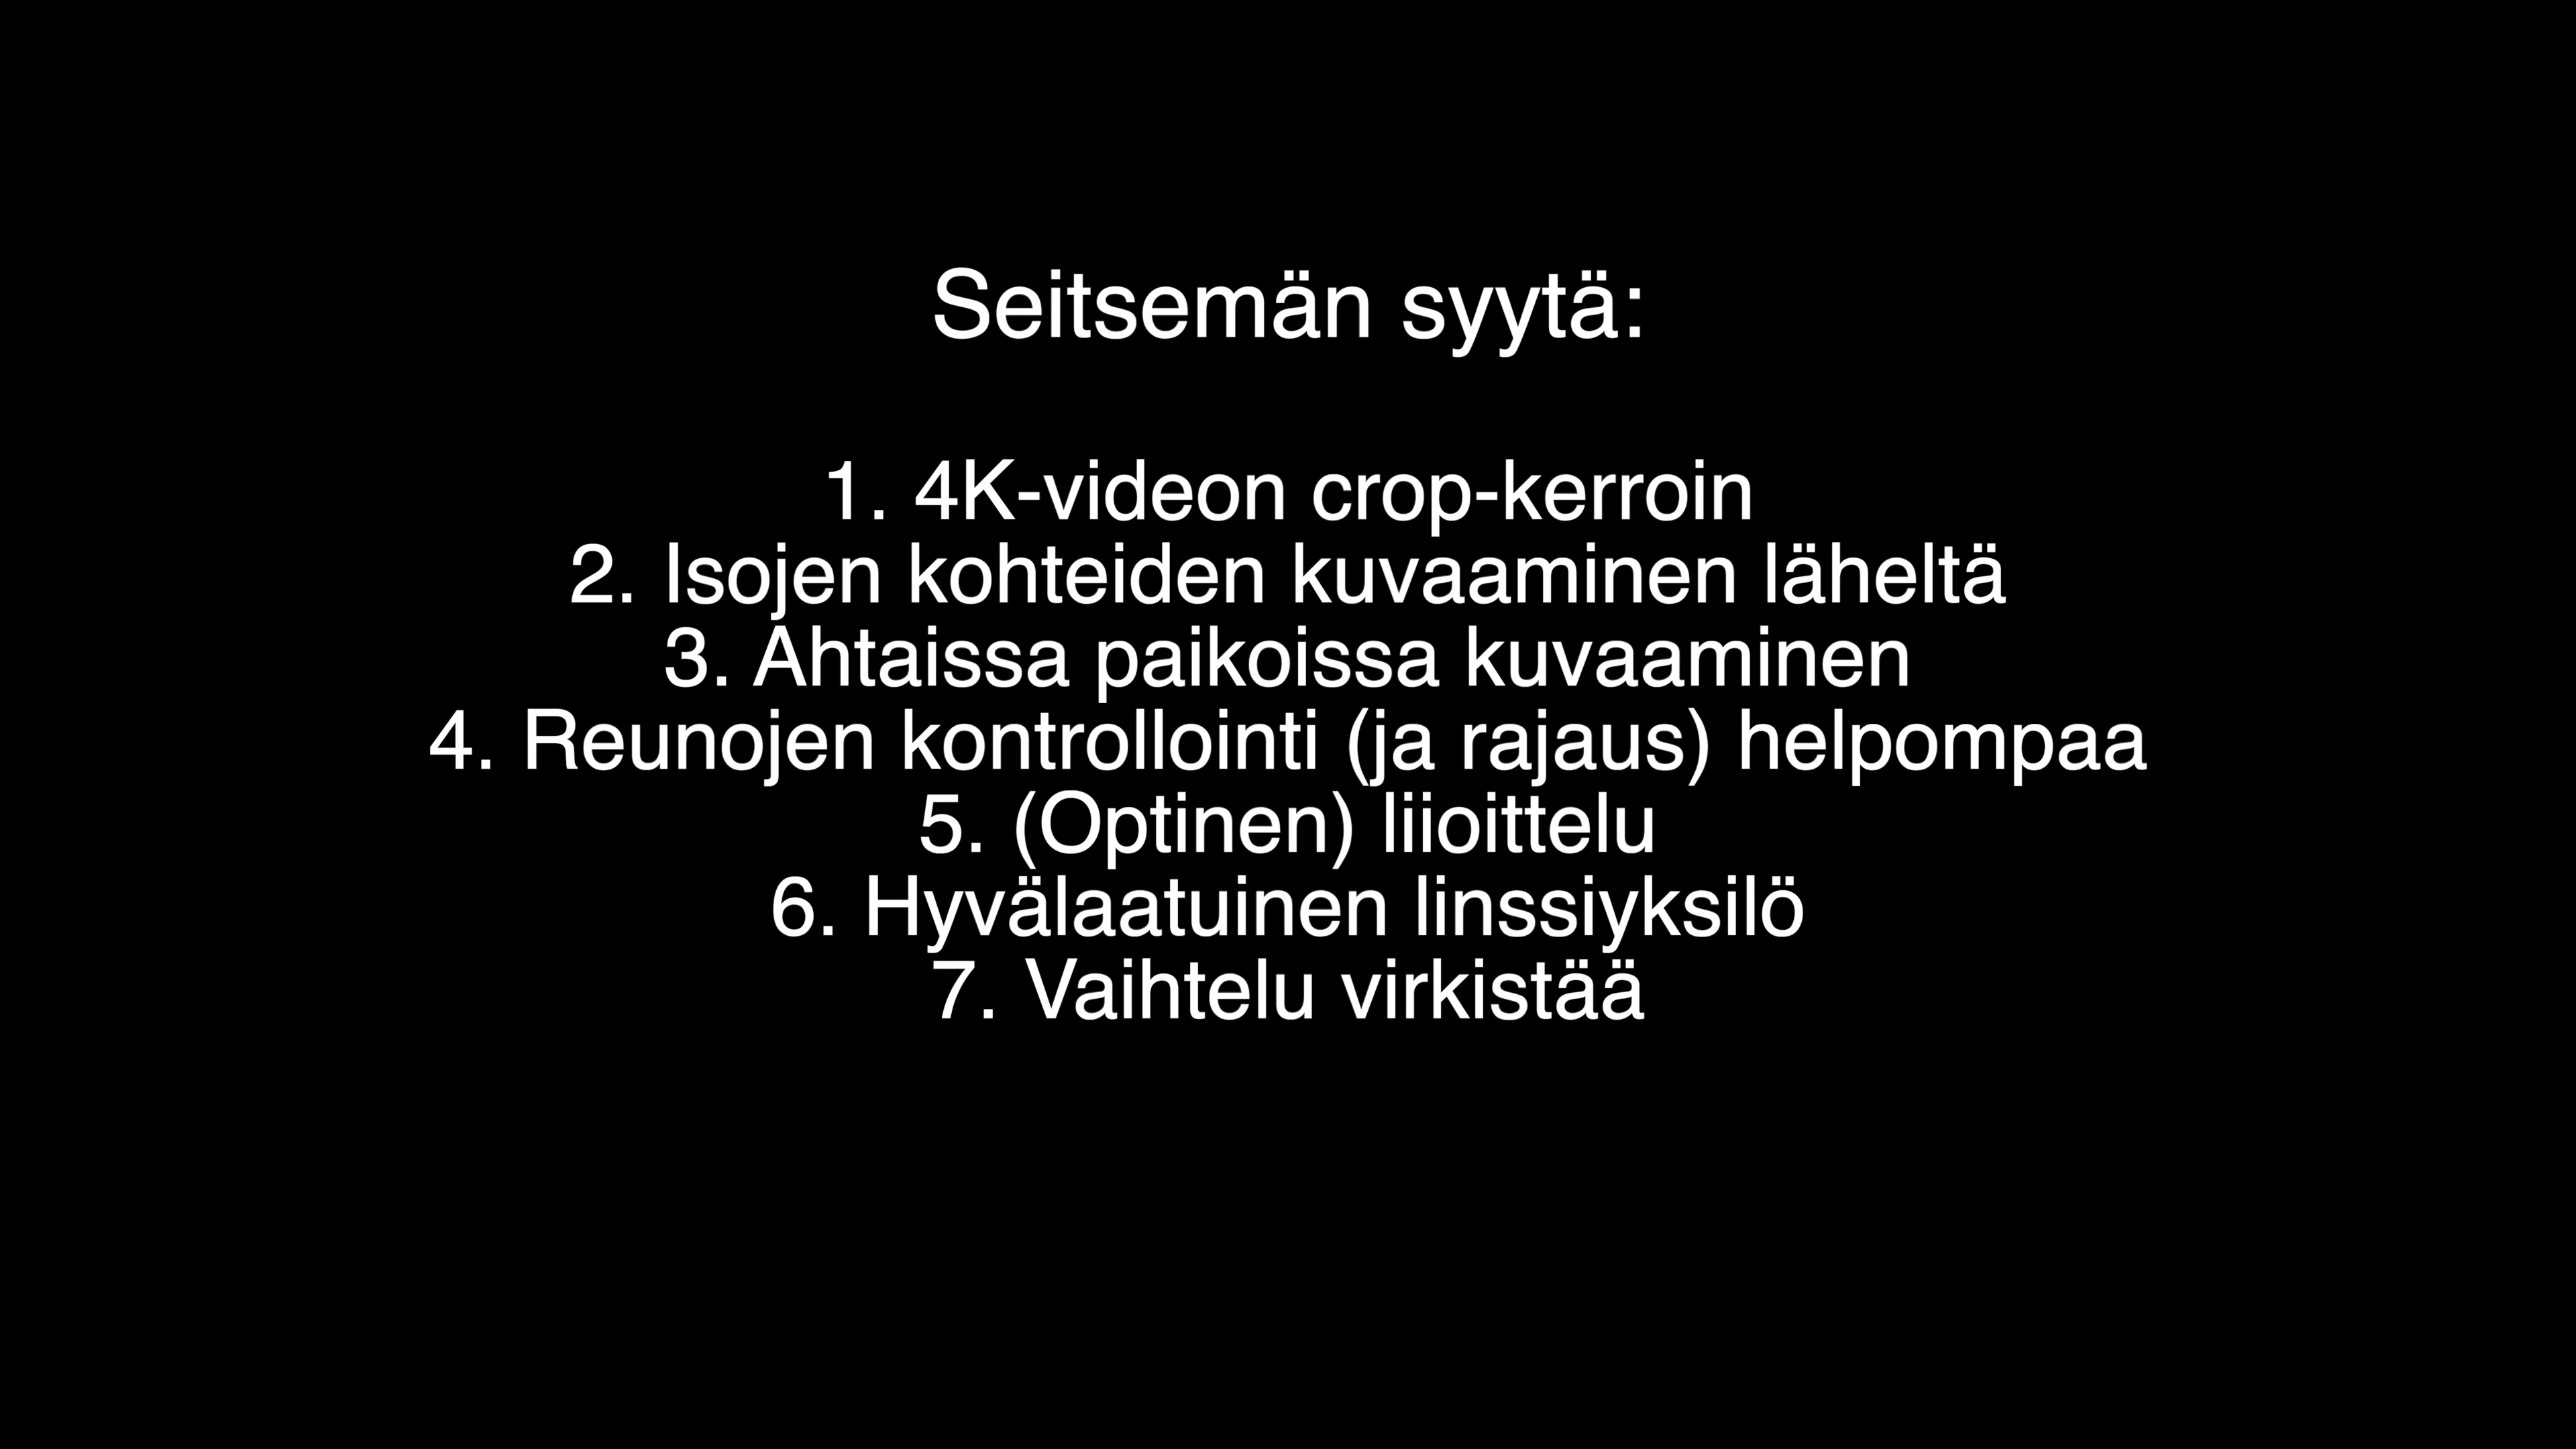 Seitsemän syytä:
1. 4K-videon crop-kerroin
2. Isojen kohteiden kuvaaminen läheltä
3. Ahtaissa paikoissa kuvaaminen
4. Reunojen kontrollointi (ja rajaus) helpompaa
5. (Optinen) liioittelu
6. Hyvälaatuinen linssiyksilö
7. Vaihtelu virkistää